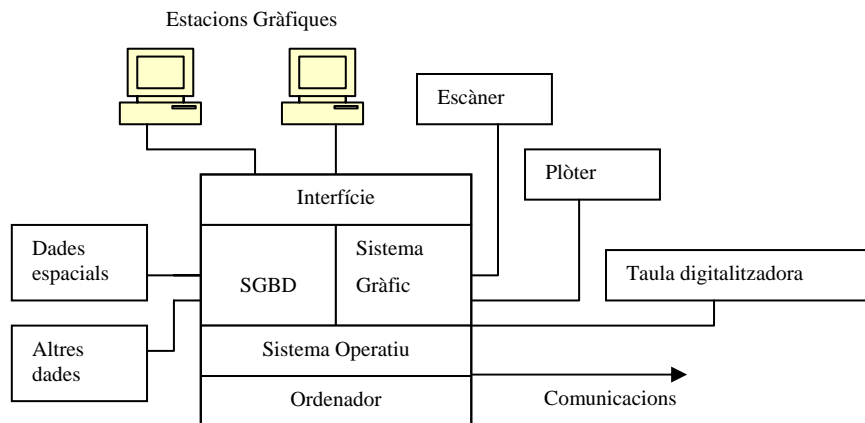 Estacions Gràfiques
Escàner
Plòter
Interfície
Dades
espacials
SGBD
Sistema
Gràfic
Taula digitalitzadora
Altres
dades
Sistema Operatiu
Ordenador
Comunicacions